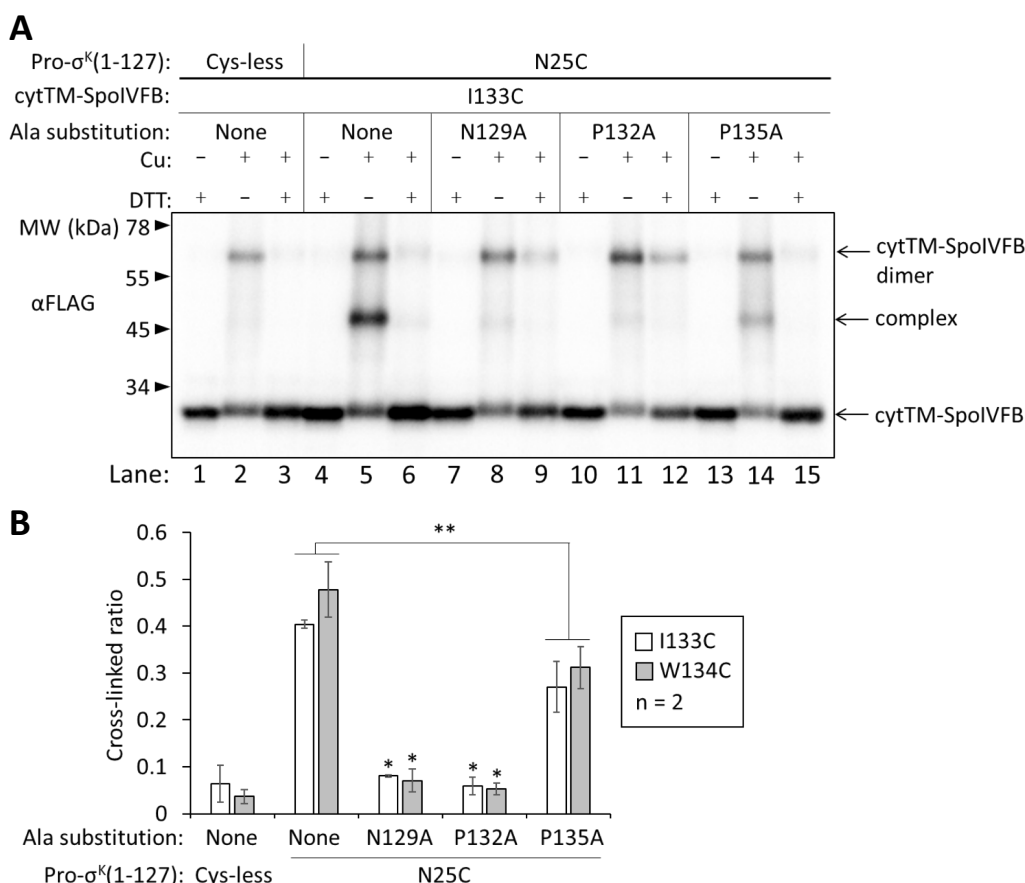 A
Pro-σᴷ(1-127): Cys-less N25C
cytTM-SpoIVFB: I133C
Ala substitution: None None N129A P132A P135A
Cu: – + + – + + – + + – + + – + +
DTT: + – + + – + + – + + – + + – +
MW (kDa) 78
cytTM-SpoIVFB
dimer
55
αFLAG
complex
45
34
cytTM-SpoIVFB
Lane: 1 2 3 4 5 6 7 8 9 10 11 12 13 14 15
B
0.6
**
0.5
0.4
0.3
0.2
0.1
0
Cross-linked ratio
I133C
W134C
n = 2
* * * *
Ala substitution: None None N129A P132A P135A
Pro-σᴷ(1-127): Cys-less N25C